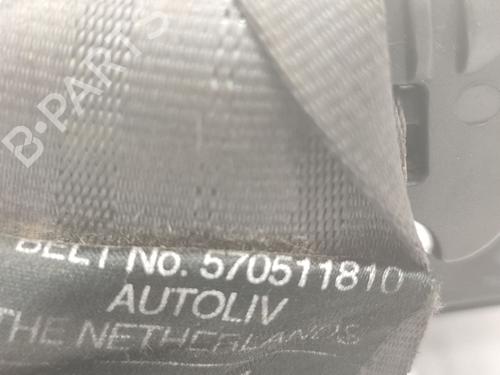 B-PARTS
BELT No. 570511810
AUTOLIV
THE NETHERLANDS